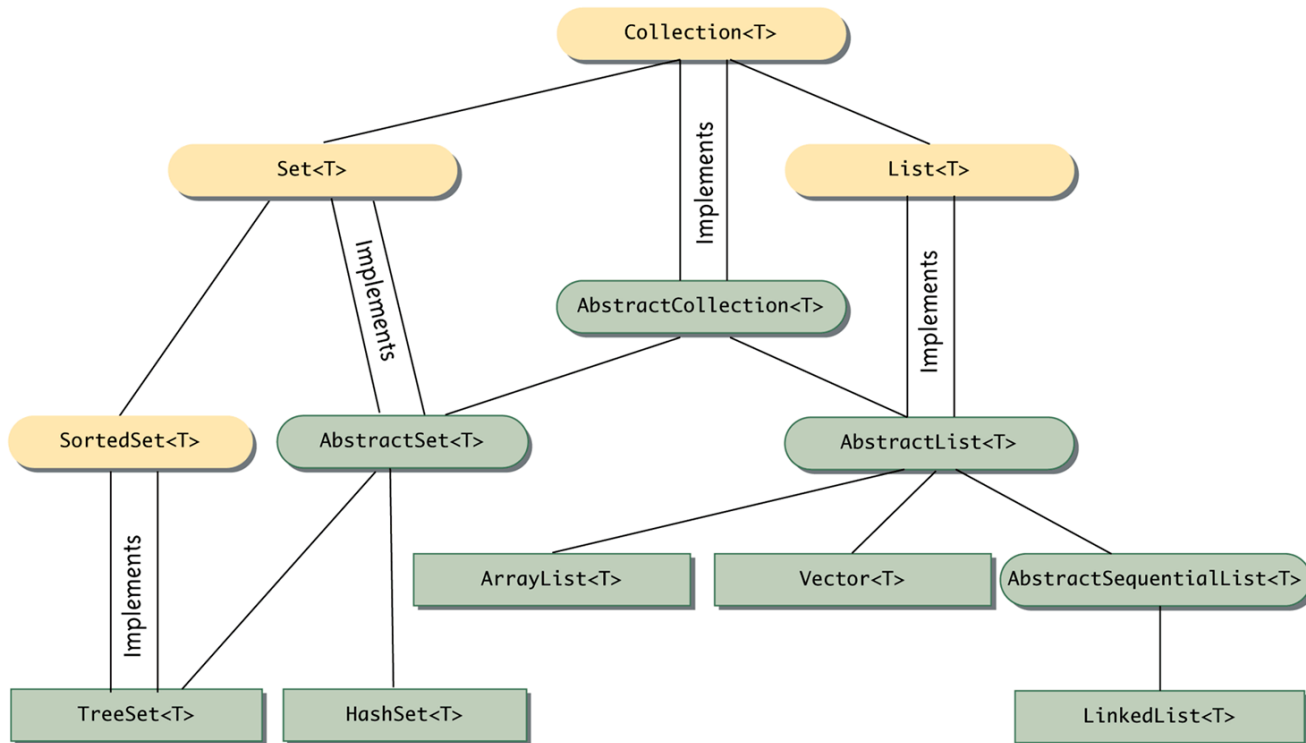 Collection<T>
Implements
Set<T>
List<T>
Implements
Implements
AbstractCollection<T>
SortedSet<T>
AbstractSet<T>
AbstractList<T>
Implements
ArrayList<T>
Vector<T>
AbstractSequentialList<T>
TreeSet<T>
HashSet<T>
LinkedList<T>